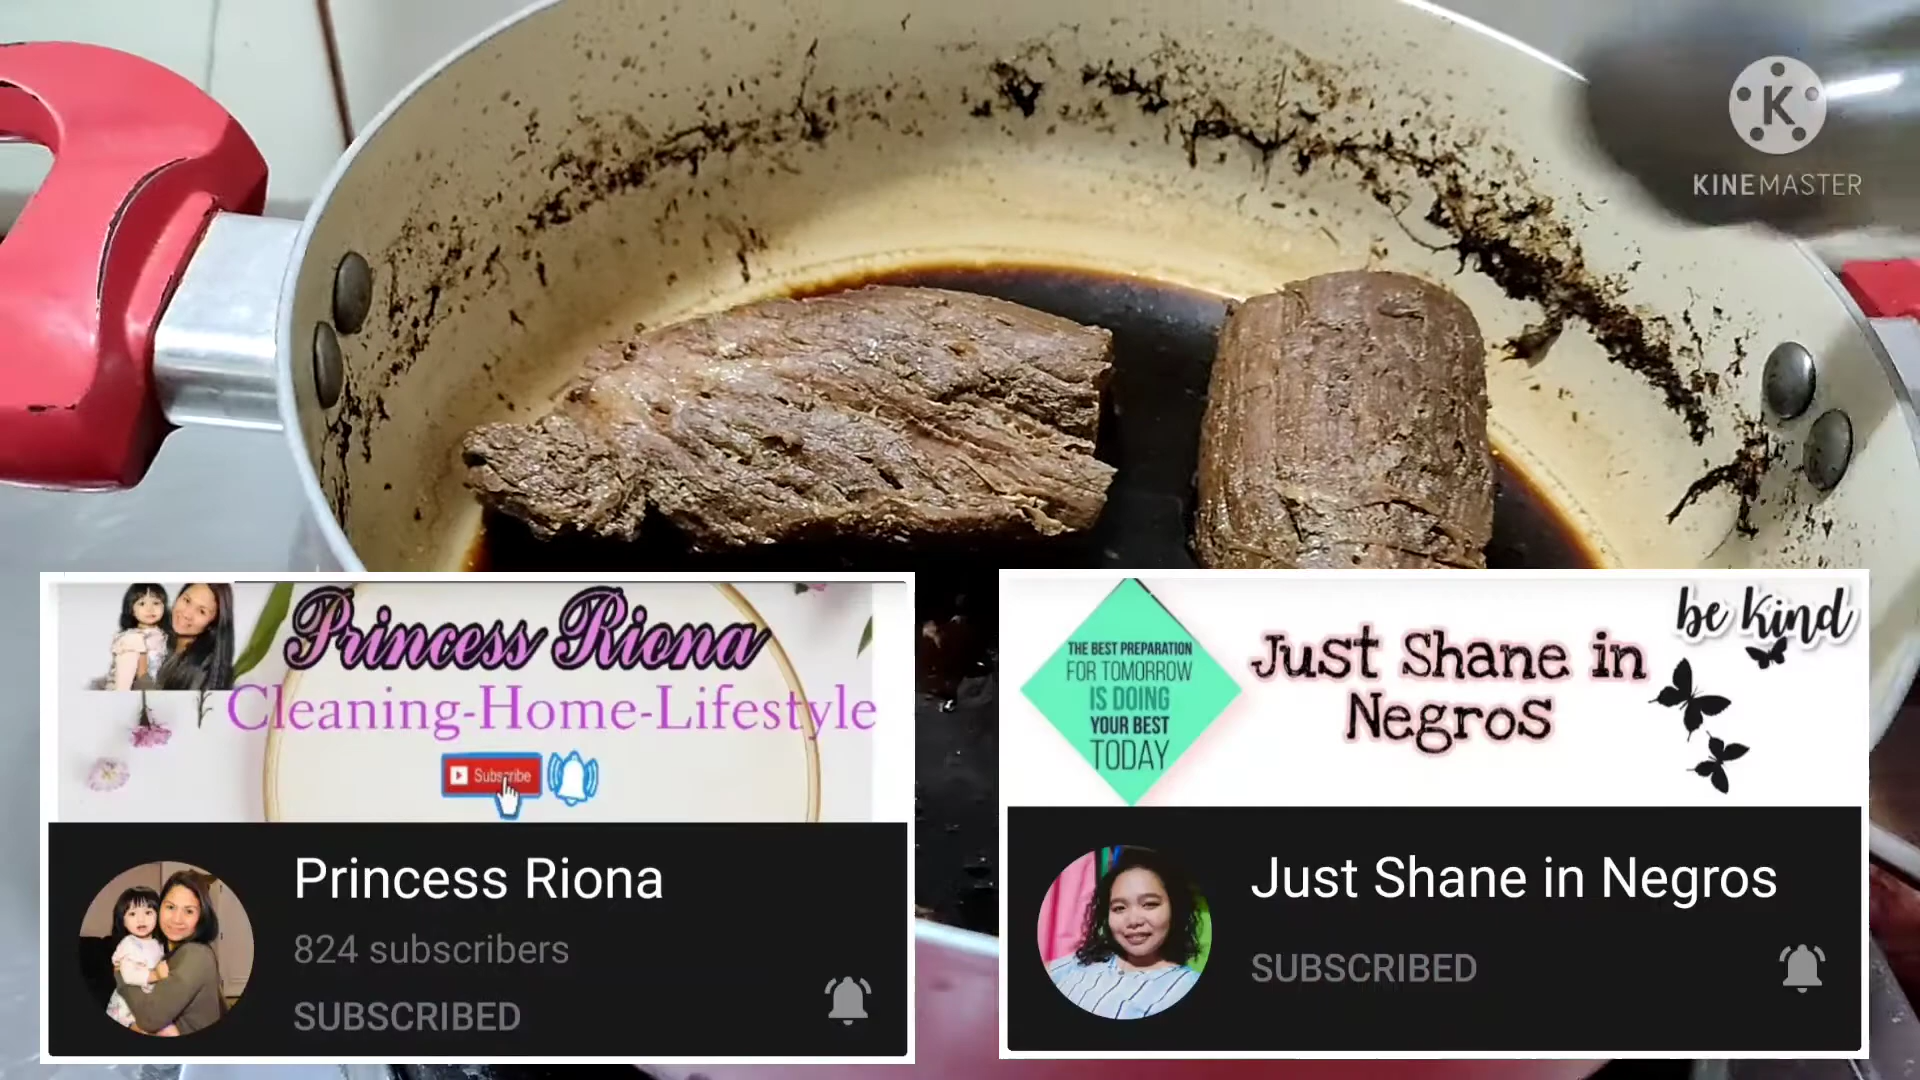 K
KINEMASTER
Princess Riona
Cleaning-Home-Lifestyle
Subscribe
Princess Riona
824 subscribers
SUBSCRIBED
THE BEST PREPARATION
FOR TOMORROW
IS DOING
YOUR BEST
TODAY
Just Shane in
Negros
be kind
Just Shane in Negros
SUBSCRIBED